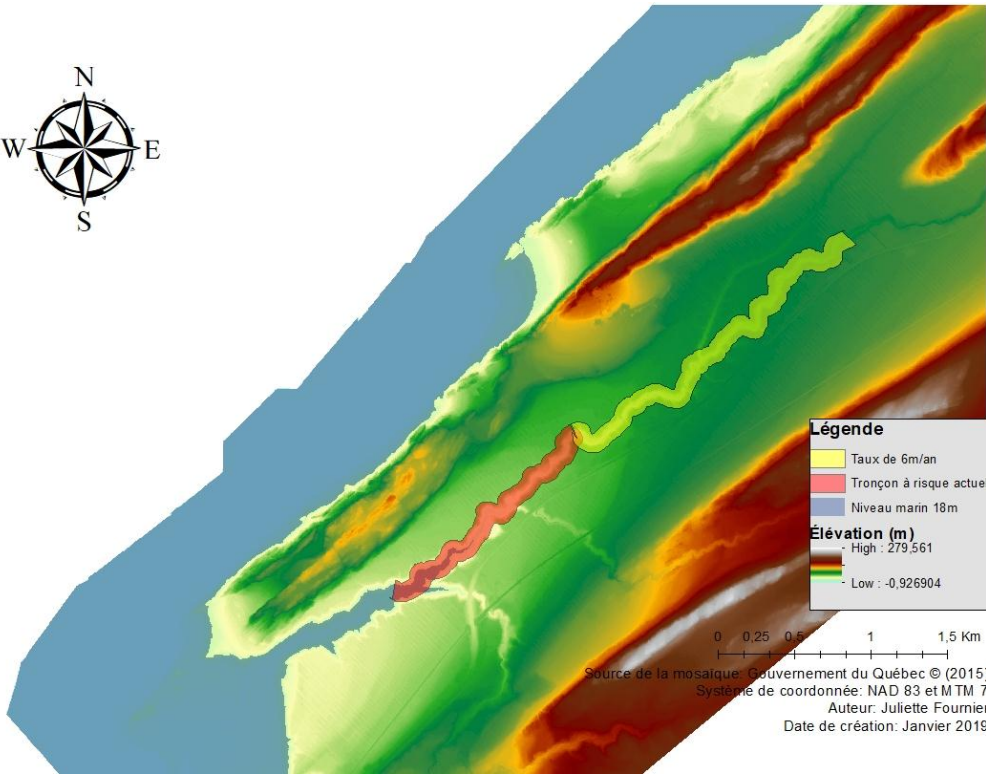 N
W E
S
Légende
Taux de 6m/an
Tronçon à risque actuel
Niveau marin 18m
Élévation (m)
High : 279,561
Low : -0,926904
0 0,25 0,5 1 1,5 Km
Source de la mosaïque: Gouvernement du Québec © (2015)
Système de coordonnée: NAD 83 et MTM 7
Auteur: Juliette Fournier
Date de création: Janvier 2019